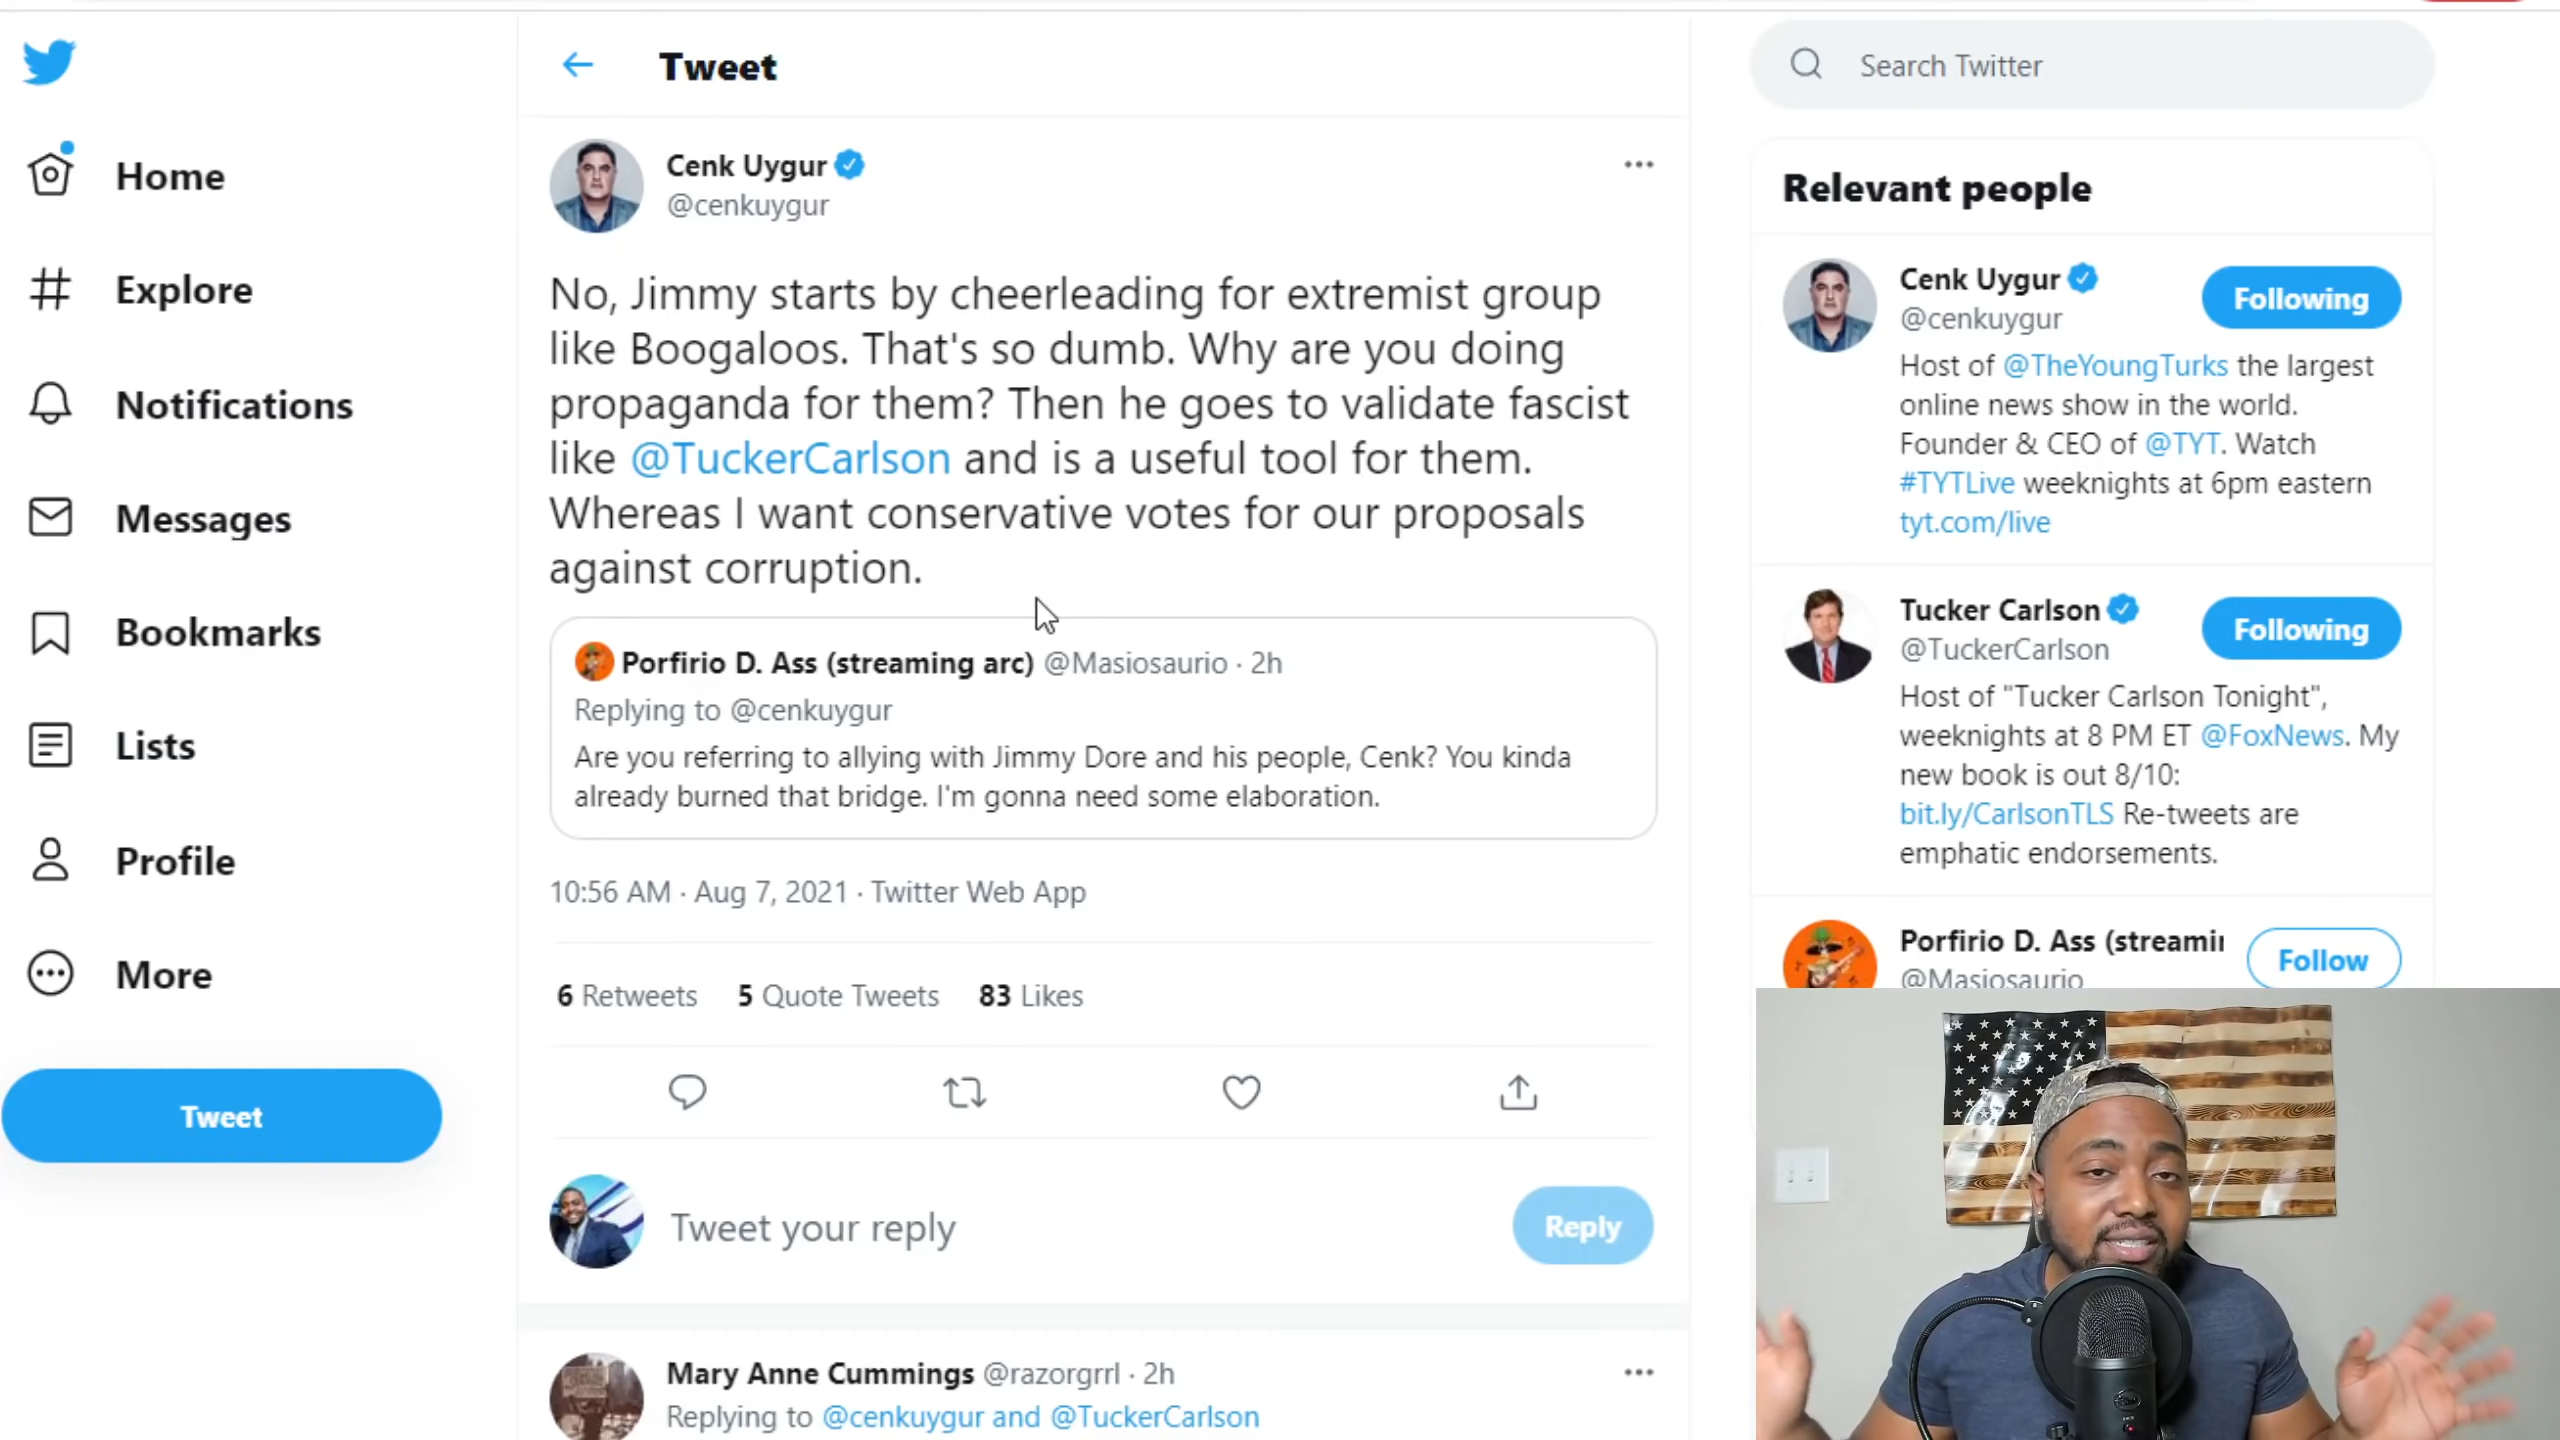 Tweet
Search Twitter
Home
Explore
Notifications
Messages
Bookmarks
Lists
Profile
More
Tweet
Cenk Uygur
@cenkuygur
No, Jimmy starts by cheerleading for extremist group
like Boogaloos. That's so dumb. Why are you doing
propaganda for them? Then he goes to validate fascist
like @TuckerCarlson and is a useful tool for them.
Whereas I want conservative votes for our proposals
against corruption.
Porfirio D. Ass (streaming arc) @Masiosaurio · 2h
Replying to @cenkuygur
Are you referring to allying with Jimmy Dore and his people, Cenk? You kinda
already burned that bridge. I'm gonna need some elaboration.
10:56 AM · Aug 7, 2021 · Twitter Web App
6 Retweets 5 Quote Tweets 83 Likes
Tweet your reply
Reply
Mary Anne Cummings @razorgrrl · 2h
Replying to @cenkuygur and @TuckerCarlson
Relevant people
Cenk Uygur
Following
@cenkuygur
Host of @TheYoungTurks the largest
online news show in the world.
Founder & CEO of @TYT. Watch
#TYTLive weeknights at 6pm eastern
tyt.com/live
Tucker Carlson
Following
@TuckerCarlson
Host of "Tucker Carlson Tonight",
weeknights at 8 PM ET @FoxNews. My
new book is out 8/10:
bit.ly/CarlsonTLS Re-tweets are
emphatic endorsements.
Porfirio D. Ass (streami
Follow
@Masiosaurio